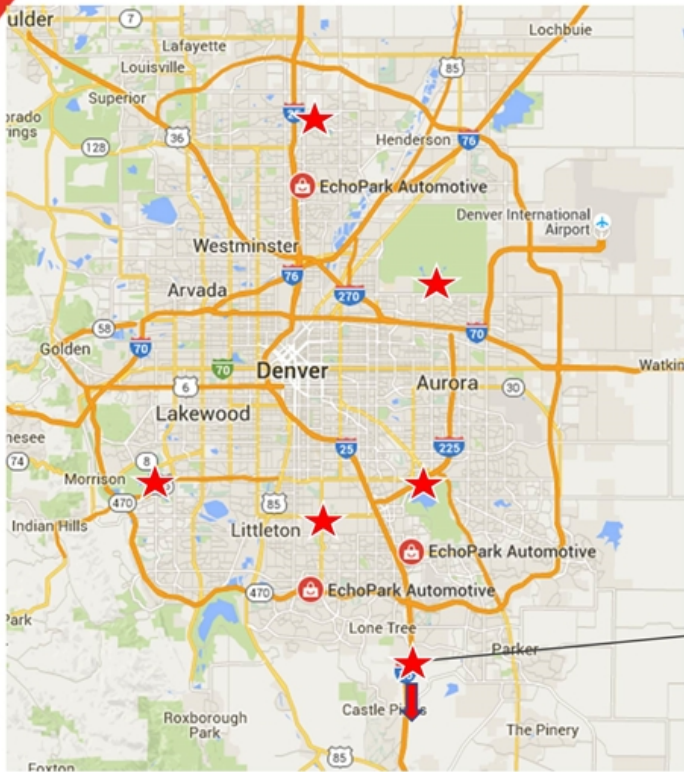 ulder
7
Lochbuie
Lafayette
Louisville
85
Superior
25
orado
ings
36
Henderson
76
128
EchoPark Automotive
Denver International
Airport
Westminster
76
Arvada
270
58
70
Golden
70
70
Denver
Watkin
6
Aurora
30
Lakewood
nesee
25
225
74
8
Morrison
470
85
Indian Hills
Littleton
EchoPark Automotive
470
EchoPark Automotive
Park
Lone Tree
Parker
Castle Pines
Roxborough
Park
The Pinery
85
Foxton